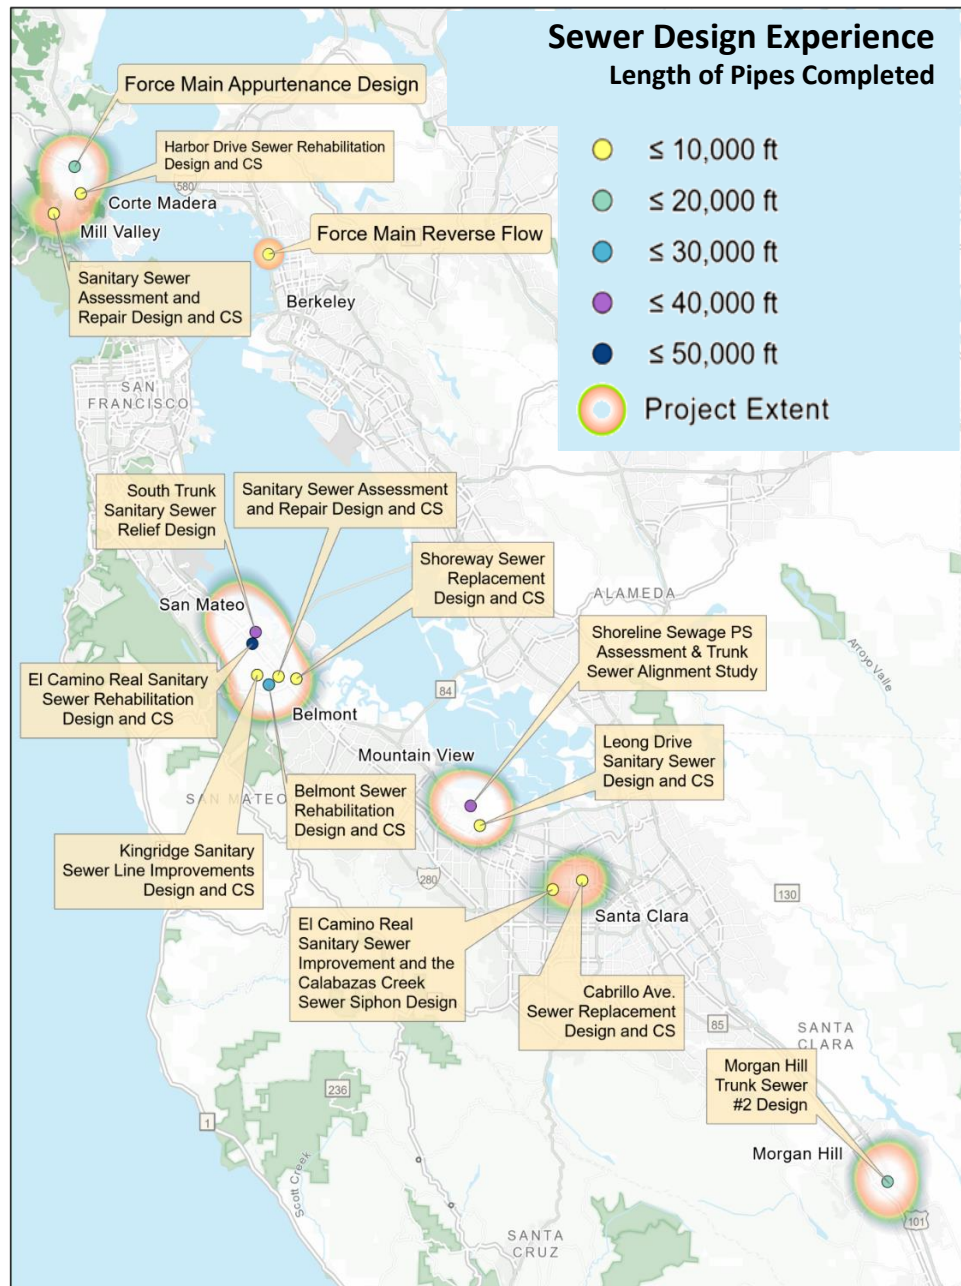 Sewer Design Experience
Length of Pipes Completed
≤ 10,000 ft
≤ 20,000 ft
≤ 30,000 ft
≤ 40,000 ft
≤ 50,000 ft
Project Extent
Force Main Appurtenance Design
Harbor Drive Sewer Rehabilitation
Design and CS
580
Corte Madera
Mill Valley
Force Main Reverse Flow
Sanitary Sewer
Assessment and
Repair Design and CS
Berkeley
SAN
FRANCISCO
South Trunk
Sanitary Sewer
Relief Design
Sanitary Sewer Assessment
and Repair Design and CS
Shoreway Sewer
Replacement
Design and CS
San Mateo
ALAMEDA
Shoreline Sewage PS
Assessment & Trunk
Sewer Alignment Study
Arroyo Valle
El Camino Real Sanitary
Sewer Rehabilitation
Design and CS
84
Belmont
Mountain View
Leong Drive
Sanitary Sewer
Design and CS
SAN MATEO
Belmont Sewer
Rehabilitation
Design and CS
Kingridge Sanitary
Sewer Line Improvements
Design and CS
280
130
Santa Clara
El Camino Real
Sanitary Sewer
Improvement and the
Calabazas Creek
Sewer Siphon Design
Cabrillo Ave.
Sewer Replacement
Design and CS
85
SANTA
CLARA
Morgan Hill
Trunk Sewer
#2 Design
236
1
Morgan Hill
Scott Creek
101
SANTA
CRUZ